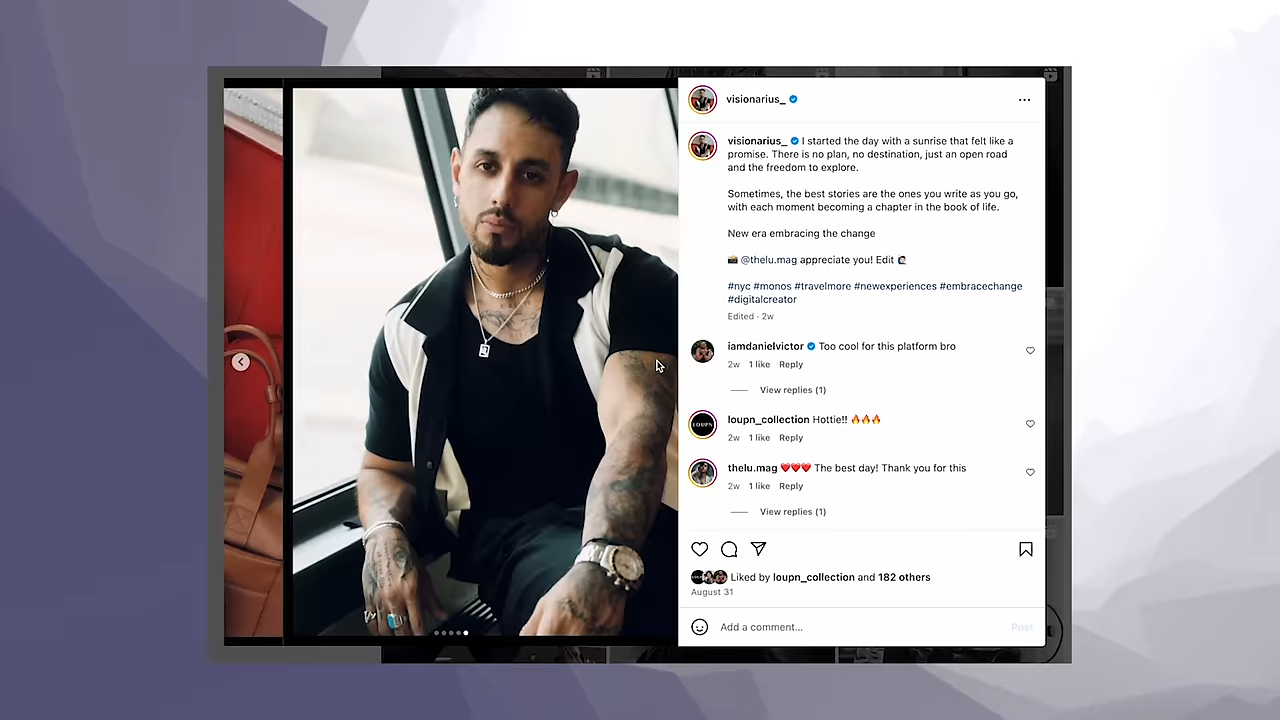 visionarius_
visionarius_ I started the day with a sunrise that felt like a
promise. There is no plan, no destination, just an open road
and the freedom to explore.
Sometimes, the best stories are the ones you write as you go,
with each moment becoming a chapter in the book of life.
New era embracing the change
📸 @thelu.mag appreciate you! Edit 🙋🏻‍♂️
#nyc #monos #travelmore #newexperiences #embracechange
#digitalcreator
Edited · 2w
iamdanielvictor Too cool for this platform bro
2w 1 like Reply
View replies (1)
LOUPN
loupn_collection Hottie!! 🔥🔥🔥
2w 1 like Reply
thelu.mag ❤️❤️❤️ The best day! Thank you for this
2w 1 like Reply
View replies (1)
Liked by loupn_collection and 182 others
August 31
Add a comment...
Post